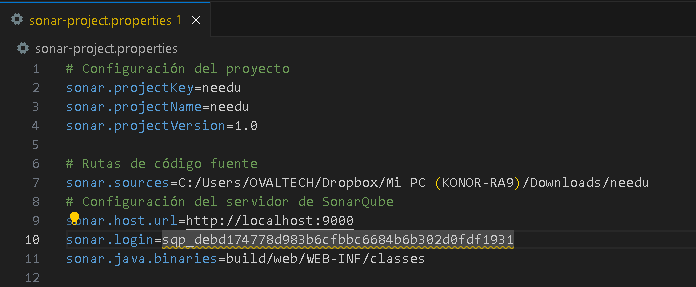 sonar-project.properties 1 ×
sonar-project.properties
1 # Configuración del proyecto
2 sonar.projectKey=needu
3 sonar.projectName=needu
4 sonar.projectVersion=1.0
5
6 # Rutas de código fuente
7 sonar.sources=C:/Users/OVALTECH/Dropbox/Mi PC (KONOR-RA9)/Downloads/needu
8 # Configuración del servidor de SonarQube
9 sonar.host.url=http://localhost:9000
10 sonar.login=sqp_debd174778d983b6cfbbc6684b6b302d0fdf1931
11 sonar.java.binaries=build/web/WEB-INF/classes
12